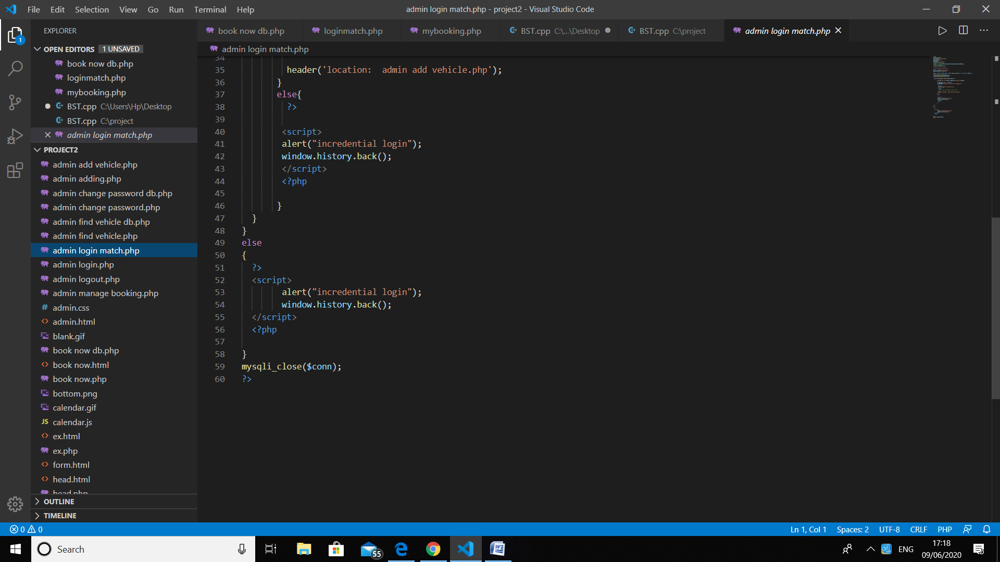 File Edit Selection View Go Run Terminal Help
admin login match.php - project2 - Visual Studio Code
EXPLORER
OPEN EDITORS 1 UNSAVED
book now db.php
loginmatch.php
mybooking.php
BST.cpp C:\Users\Hp\Desktop
BST.cpp C:\project
admin login match.php
PROJECT2
admin add vehicle.php
admin adding.php
admin change password db.php
admin change password.php
admin find vehicle db.php
admin find vehicle.php
admin login match.php
admin login.php
admin logout.php
admin manage booking.php
admin.css
admin.html
blank.gif
book now db.php
book now.html
book now.php
bottom.png
calendar.gif
calendar.js
ex.html
ex.php
form.html
head.html
head.php
OUTLINE
TIMELINE
book now db.php loginmatch.php mybooking.php BST.cpp C:\...\Desktop BST.cpp C:\project admin login match.php
admin login match.php
34
35 header('location:  admin add vehicle.php');
36 }
37 else{
38 ?>
39
40 <script>
41 alert("incredential login");
42 window.history.back();
43 </script>
44 <?php
45
46 }
47 }
48 }
49 else
50 {
51 ?>
52 <script>
53 alert("incredential login");
54 window.history.back();
55 </script>
56 <?php
57
58 }
59 mysqli_close($conn);
60 ?>
0 0
Ln 1, Col 1 Spaces: 2 UTF-8 CRLF PHP
Search
55
ENG
17:18
09/06/2020